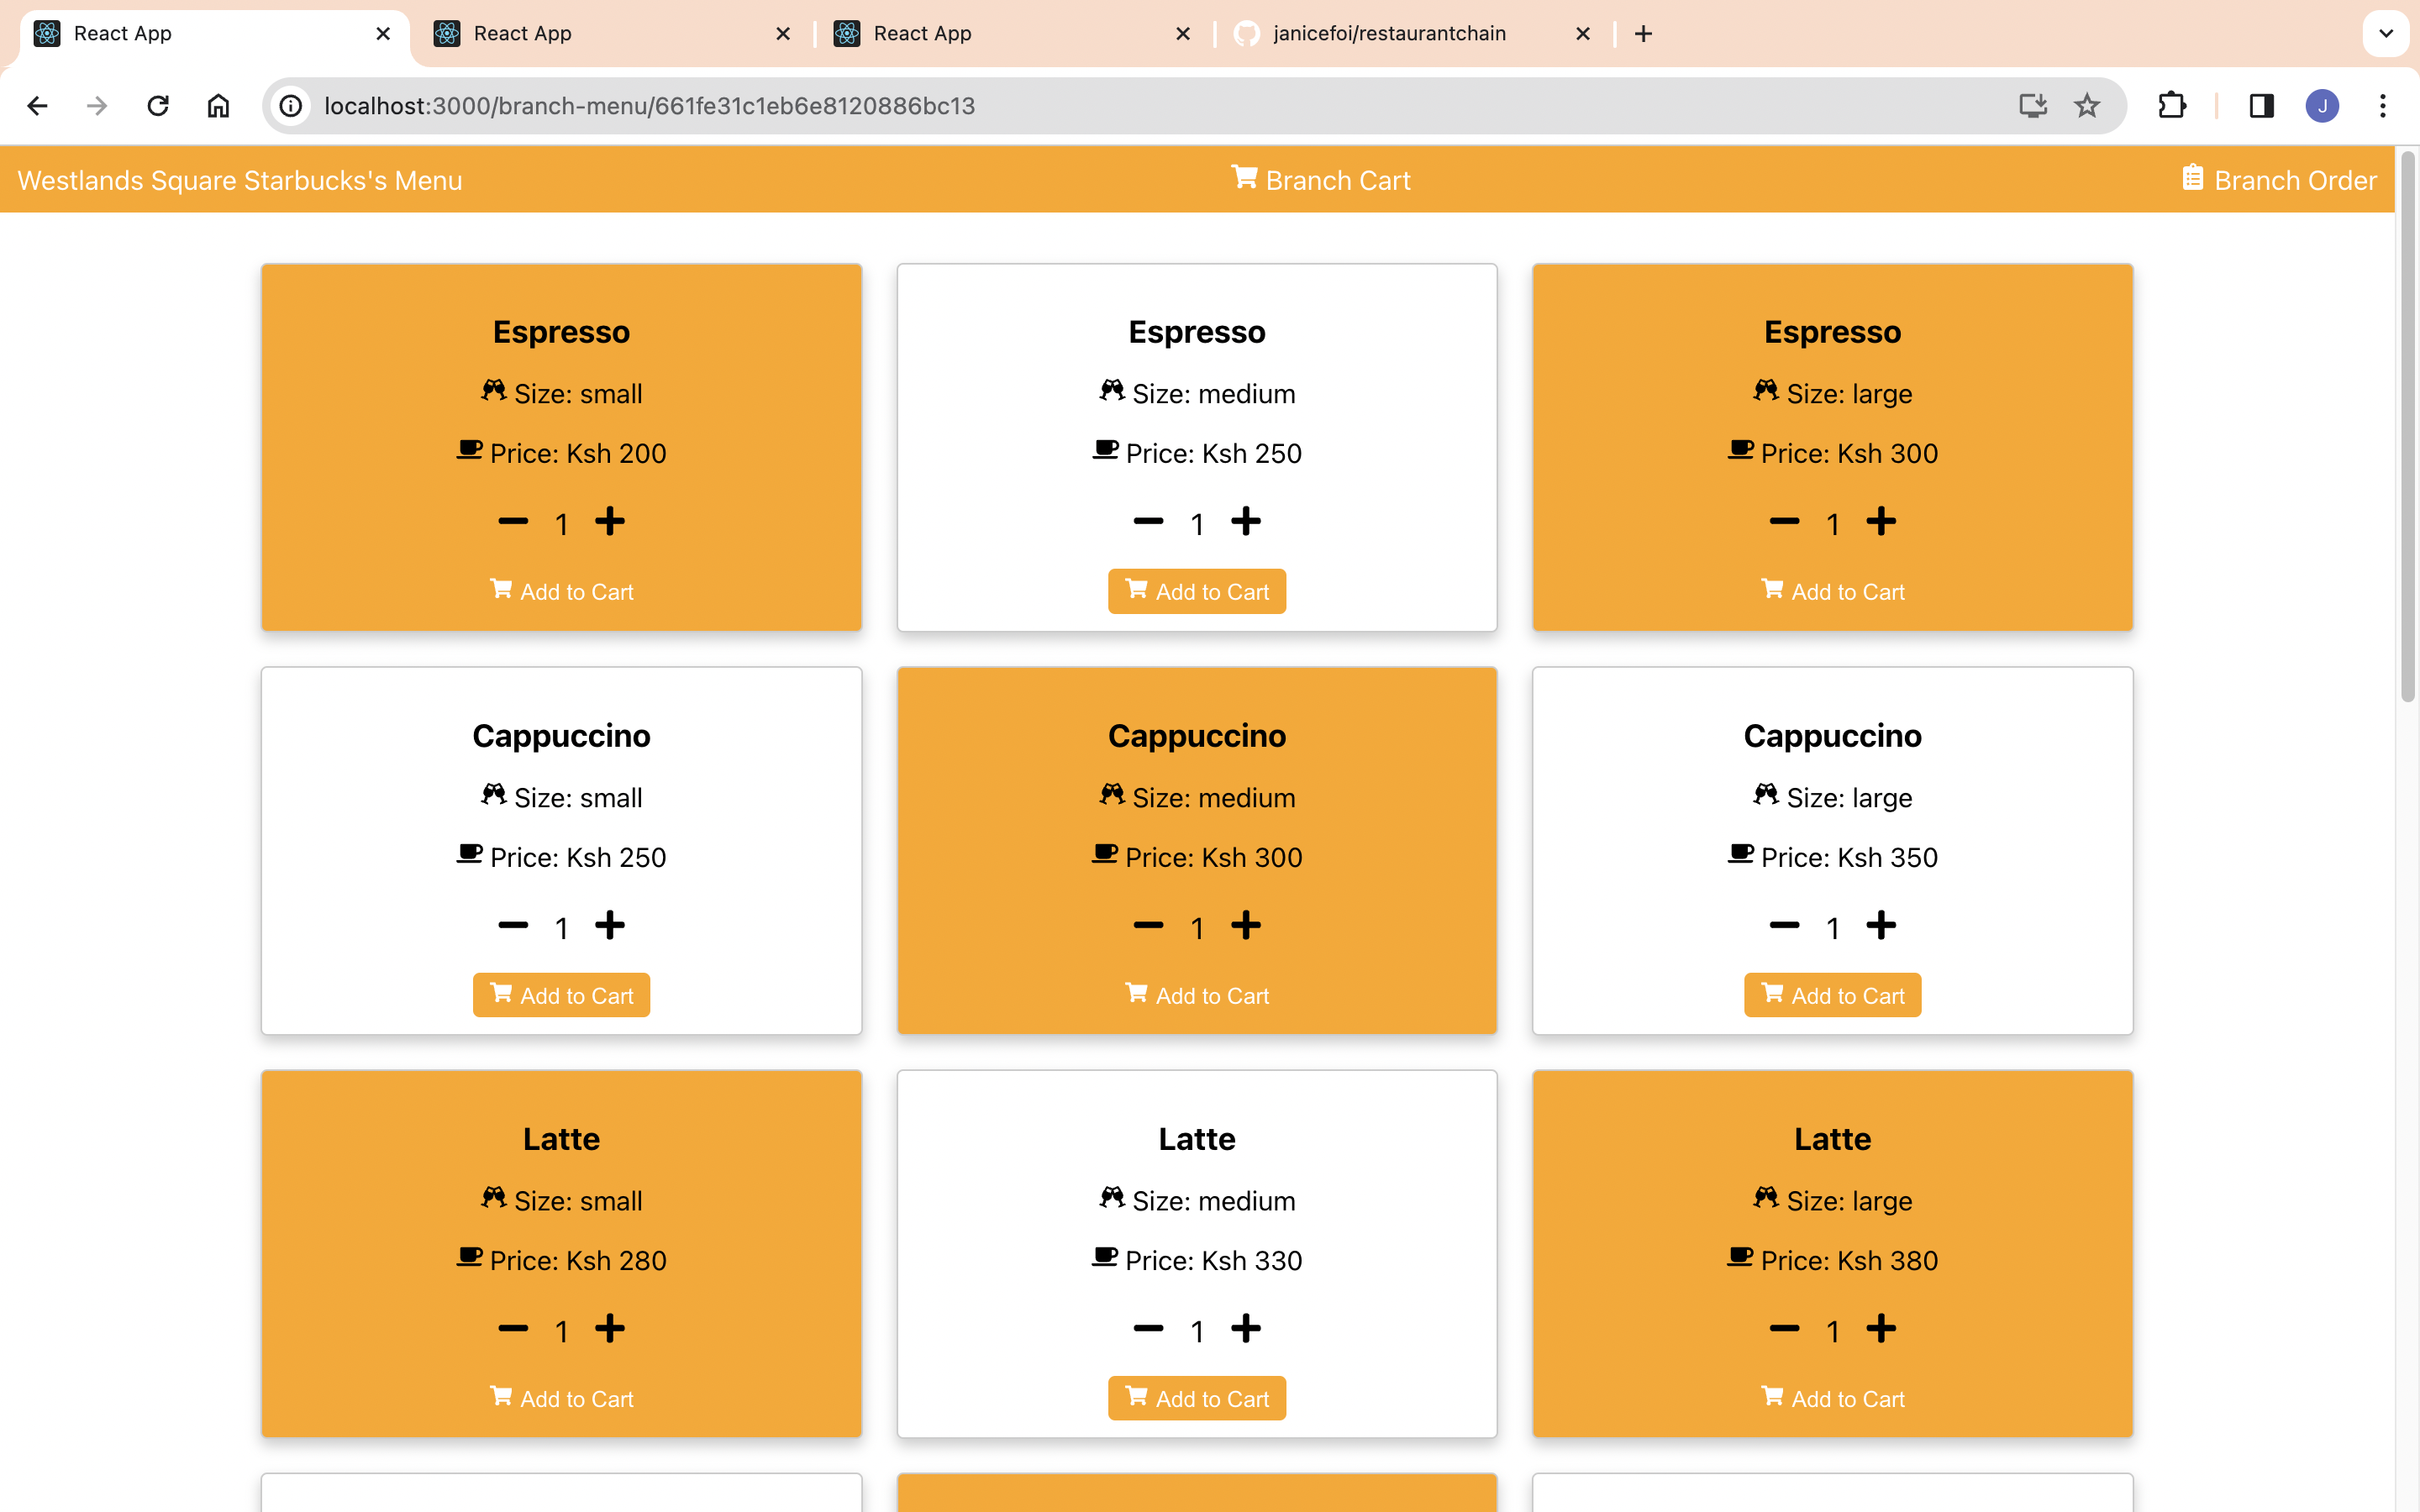 React App
React App
React App
janicefoi/restaurantchain
localhost:3000/branch-menu/661fe31c1eb6e8120886bc13
J
Westlands Square Starbucks's Menu
Branch Cart
Branch Order
Espresso
Size: small
Price: Ksh 200
1
Add to Cart
Espresso
Size: medium
Price: Ksh 250
1
Add to Cart
Espresso
Size: large
Price: Ksh 300
1
Add to Cart
Cappuccino
Size: small
Price: Ksh 250
1
Add to Cart
Cappuccino
Size: medium
Price: Ksh 300
1
Add to Cart
Cappuccino
Size: large
Price: Ksh 350
1
Add to Cart
Latte
Size: small
Price: Ksh 280
1
Add to Cart
Latte
Size: medium
Price: Ksh 330
1
Add to Cart
Latte
Size: large
Price: Ksh 380
1
Add to Cart